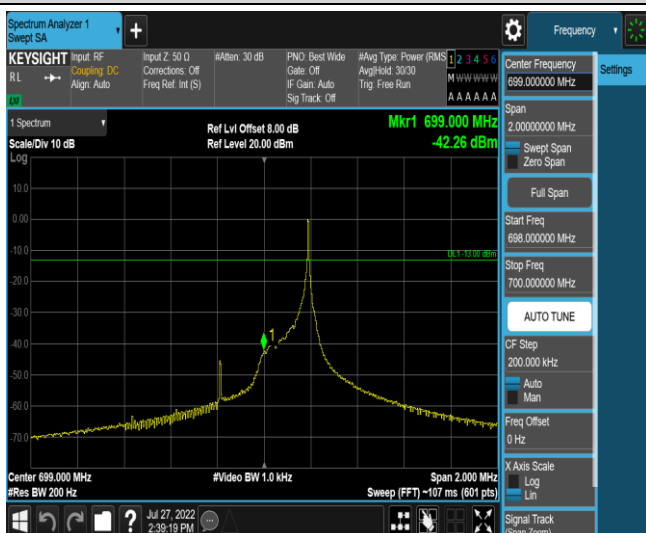 Spectrum Analyzer 1
Swept SA
Frequency
KEYSIGHT
RL
Input: RF
Coupling: DC
Align: Auto
Input Z: 50 Ω
Corrections: Off
Freq Ref: Int (S)
#Atten: 30 dB
PNO: Best Wide
Gate: Off
IF Gain: Auto
Sig Track: Off
#Avg Type: Power (RMS
Avg|Hold: 30/30
Trig: Free Run
1 2 3 4 5 6
M W W W W W
A A A A A A
Center Frequency
699.000000 MHz
Settings
Span
2.00000000 MHz
Swept Span
Zero Span
Full Span
Start Freq
698.000000 MHz
Stop Freq
700.000000 MHz
AUTO TUNE
CF Step
200.000 kHz
Auto
Man
Freq Offset
0 Hz
X Axis Scale
Log
Lin
Signal Track
(Span Zoom)
1 Spectrum
Scale/Div 10 dB
Log
Ref Lvl Offset 8.00 dB
Ref Level 20.00 dBm
Mkr1 699.000 MHz
-42.26 dBm
10.0
0.00
-10.0
DL1 -13.00 dBm
-20.0
-30.0
1
-40.0
-50.0
-60.0
-70.0
Center 699.000 MHz
#Res BW 200 Hz
#Video BW 1.0 kHz
Span 2.000 MHz
Sweep (FFT) ~107 ms (601 pts)
?
Jul 27, 2022
2:39:19 PM